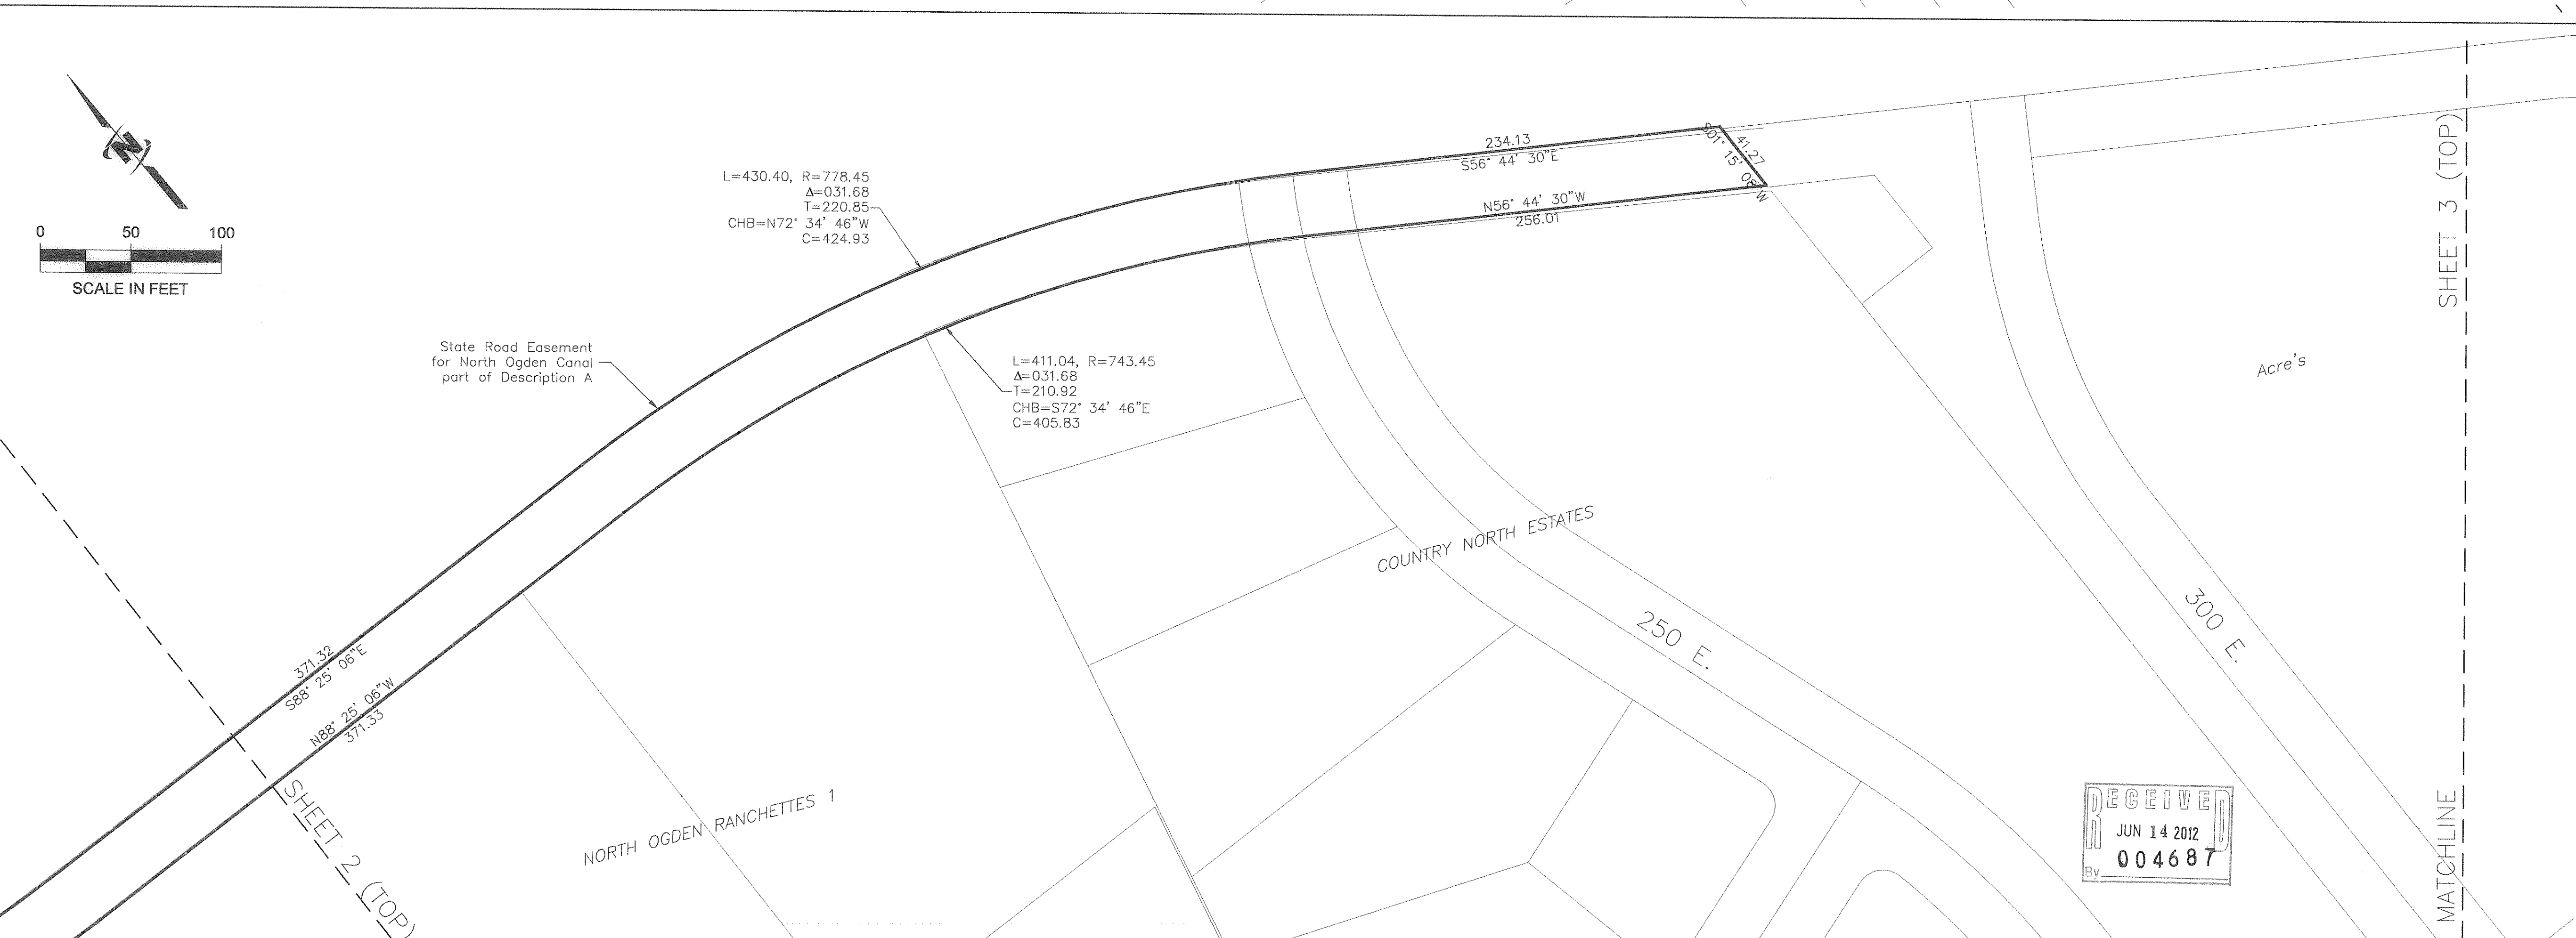 N
0 50 100
SCALE IN FEET
L=430.40, R=778.45
Δ=031.68
T=220.85
CHB=N72° 34' 46"W
C=424.93
234.13
S56° 44' 30"E
S01° 15' 08"W
41.27
N56° 44' 30"W
256.01
State Road Easement
for North Ogden Canal
part of Description A
L=411.04, R=743.45
Δ=031.68
T=210.92
CHB=S72° 34' 46"E
C=405.83
Acre's
SHEET 3 (TOP)
MATCHLINE
COUNTRY NORTH ESTATES
250 E.
300 E.
371.32
S88° 25' 06"E
N88° 25' 06"W
371.33
SHEET 2 (TOP)
NORTH OGDEN RANCHETTES 1
RECEIVED
JUN 14 2012
004687
By